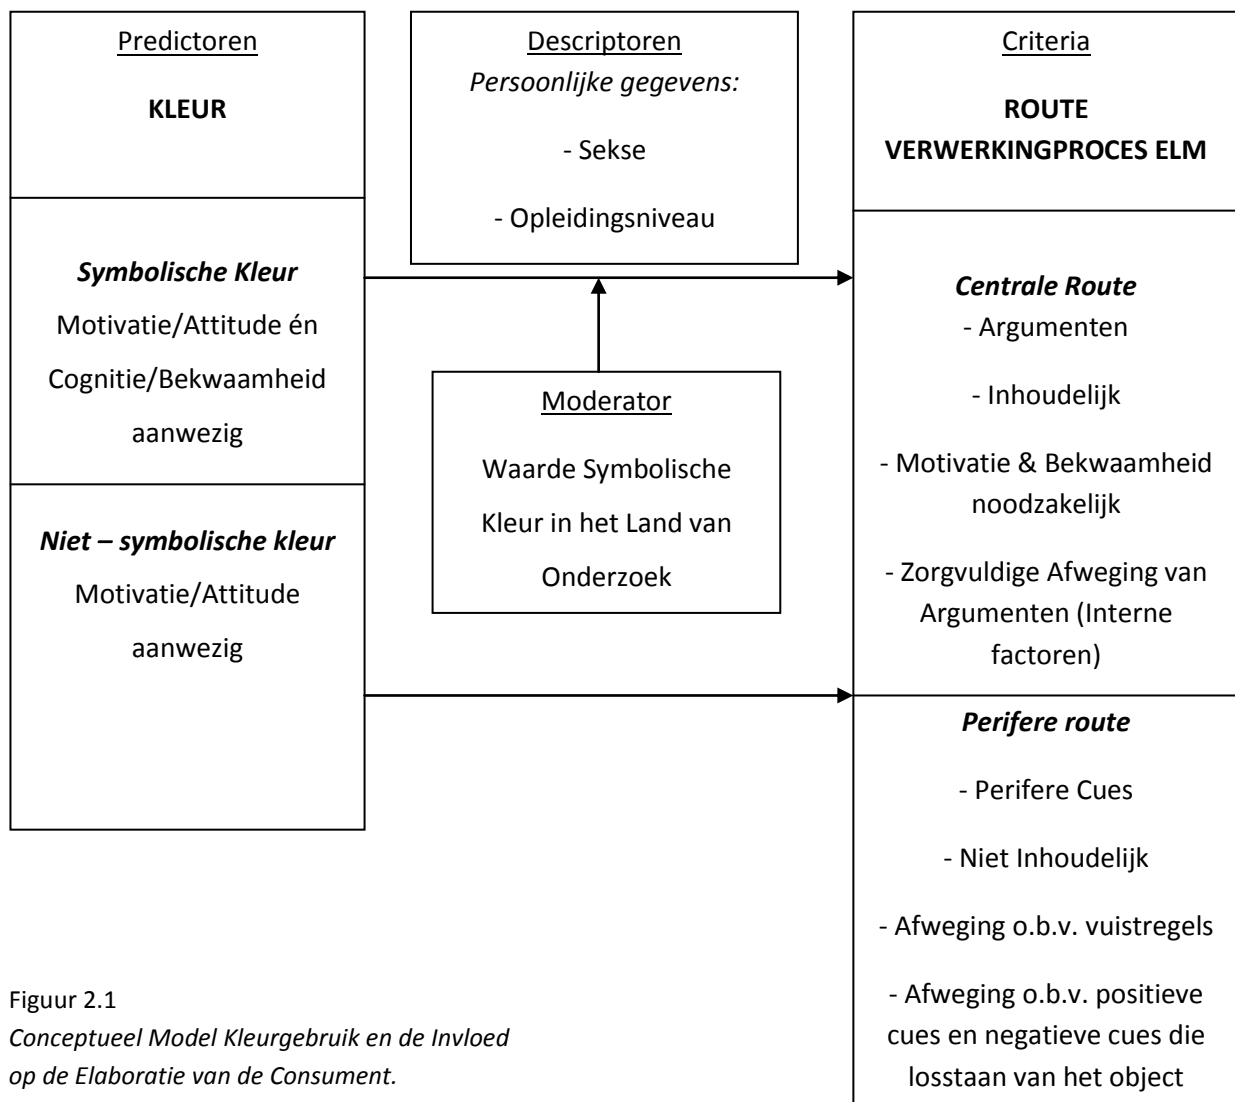 Predictoren
KLEUR
Symbolische Kleur
Motivatie/Attitude én
Cognitie/Bekwaamheid
aanwezig
Niet – symbolische kleur
Motivatie/Attitude
aanwezig
Descriptoren
Persoonlijke gegevens:
- Sekse
- Opleidingsniveau
Moderator
Waarde Symbolische
Kleur in het Land van
Onderzoek
Criteria
ROUTE
VERWERKINGPROCES ELM
Centrale Route
- Argumenten
- Inhoudelijk
- Motivatie & Bekwaamheid
noodzakelijk
- Zorgvuldige Afweging van
Argumenten (Interne
factoren)
Perifere route
- Perifere Cues
- Niet Inhoudelijk
- Afweging o.b.v. vuistregels
- Afweging o.b.v. positieve
cues en negatieve cues die
losstaan van het object
Figuur 2.1
Conceptueel Model Kleurgebruik en de Invloed
op de Elaboratie van de Consument.